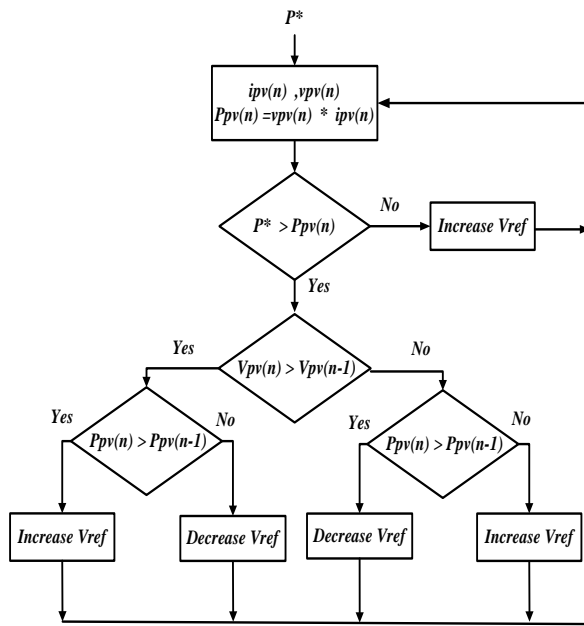 P*
ipv(n) ,vpv(n)
Ppv(n) =vpv(n) * ipv(n)
P* > Ppv(n)
No
Increase Vref
Yes
Vpv(n) > Vpv(n-1)
Yes
No
Ppv(n) > Ppv(n-1)
Yes
No
Ppv(n) > Ppv(n-1)
Yes
No
Increase Vref
Decrease Vref
Decrease Vref
Increase Vref